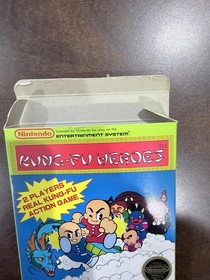 Nintendo
Licensed by Nintendo for play on the
ENTERTAINMENT SYSTEM
KUNG-FU HEROES
TM
2 PLAYERS
REAL KUNG-FU
ACTION GAME